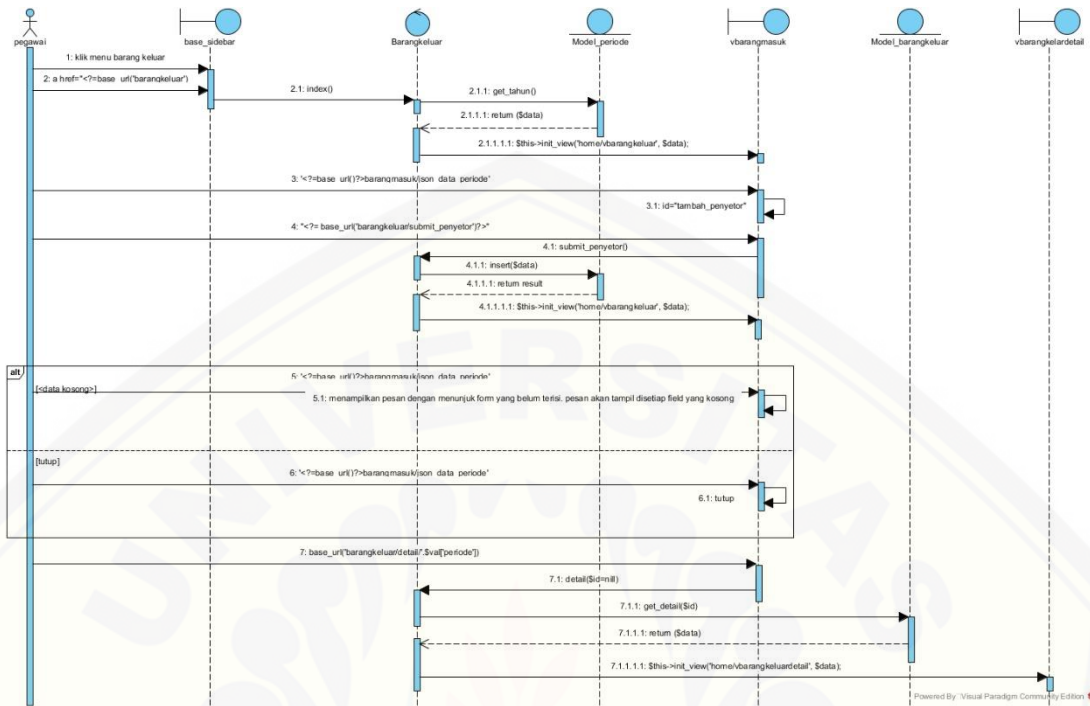 pegawai
base_sidebar
Barangkeluar
Model_periode
vbarangmasuk
Model_barangkeluar
vbarangkelardetail
1: klik menu barang keluar
2: a href="<?=base_url('barangkeluar')
2.1: index()
2.1.1: get_tahun()
2.1.1.1: return ($data)
2.1.1.1.1: $this->init_view('home/vbarangkeluar', $data);
3: '<?=base_url()?>barangmasuk/json_data_periode'
3.1: id="tambah_penyetor"
4: "<?= base_url('barangkeluar/submit_penyetor')?>"
4.1: submit_penyetor()
4.1.1: insert($data)
4.1.1.1: return result
4.1.1.1.1: $this->init_view('home/vbarangkeluar', $data);
alt
5: '<?=base_url()?>barangmasuk/json_data_periode'
[<data kosong>]
5.1: menampilkan pesan dengan menunjuk form yang belum terisi. pesan akan tampil disetiap field yang kosong
[tutup]
6: '<?=base_url()?>barangmasuk/json_data_periode'
6.1: tutup
7: base_url('barangkeluar/detail/'.$val['periode'])
7.1: detail($id=nill)
7.1.1: get_detail($id)
7.1.1.1: return ($data)
7.1.1.1.1: $this->init_view('home/vbarangkeluardetail', $data);
Powered By Visual Paradigm Community Edition
UNIVERSITAS